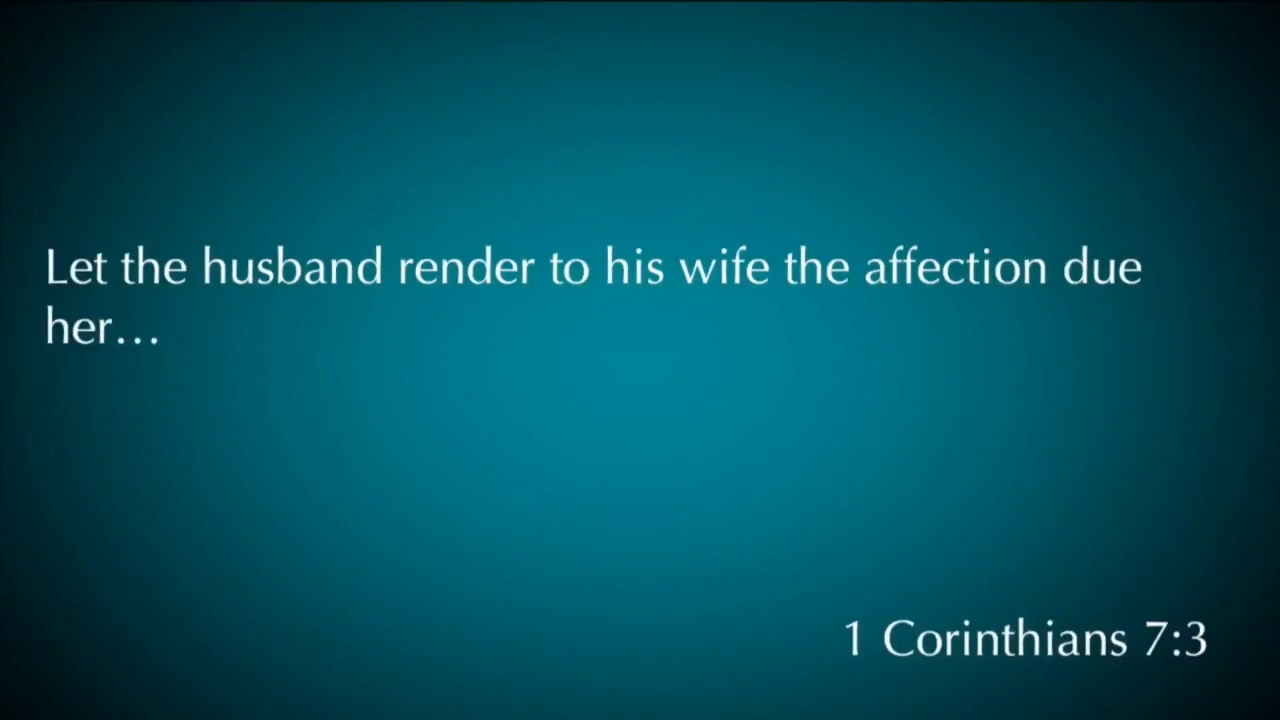 Let the husband render to his wife the affection due
her…
1 Corinthians 7:3